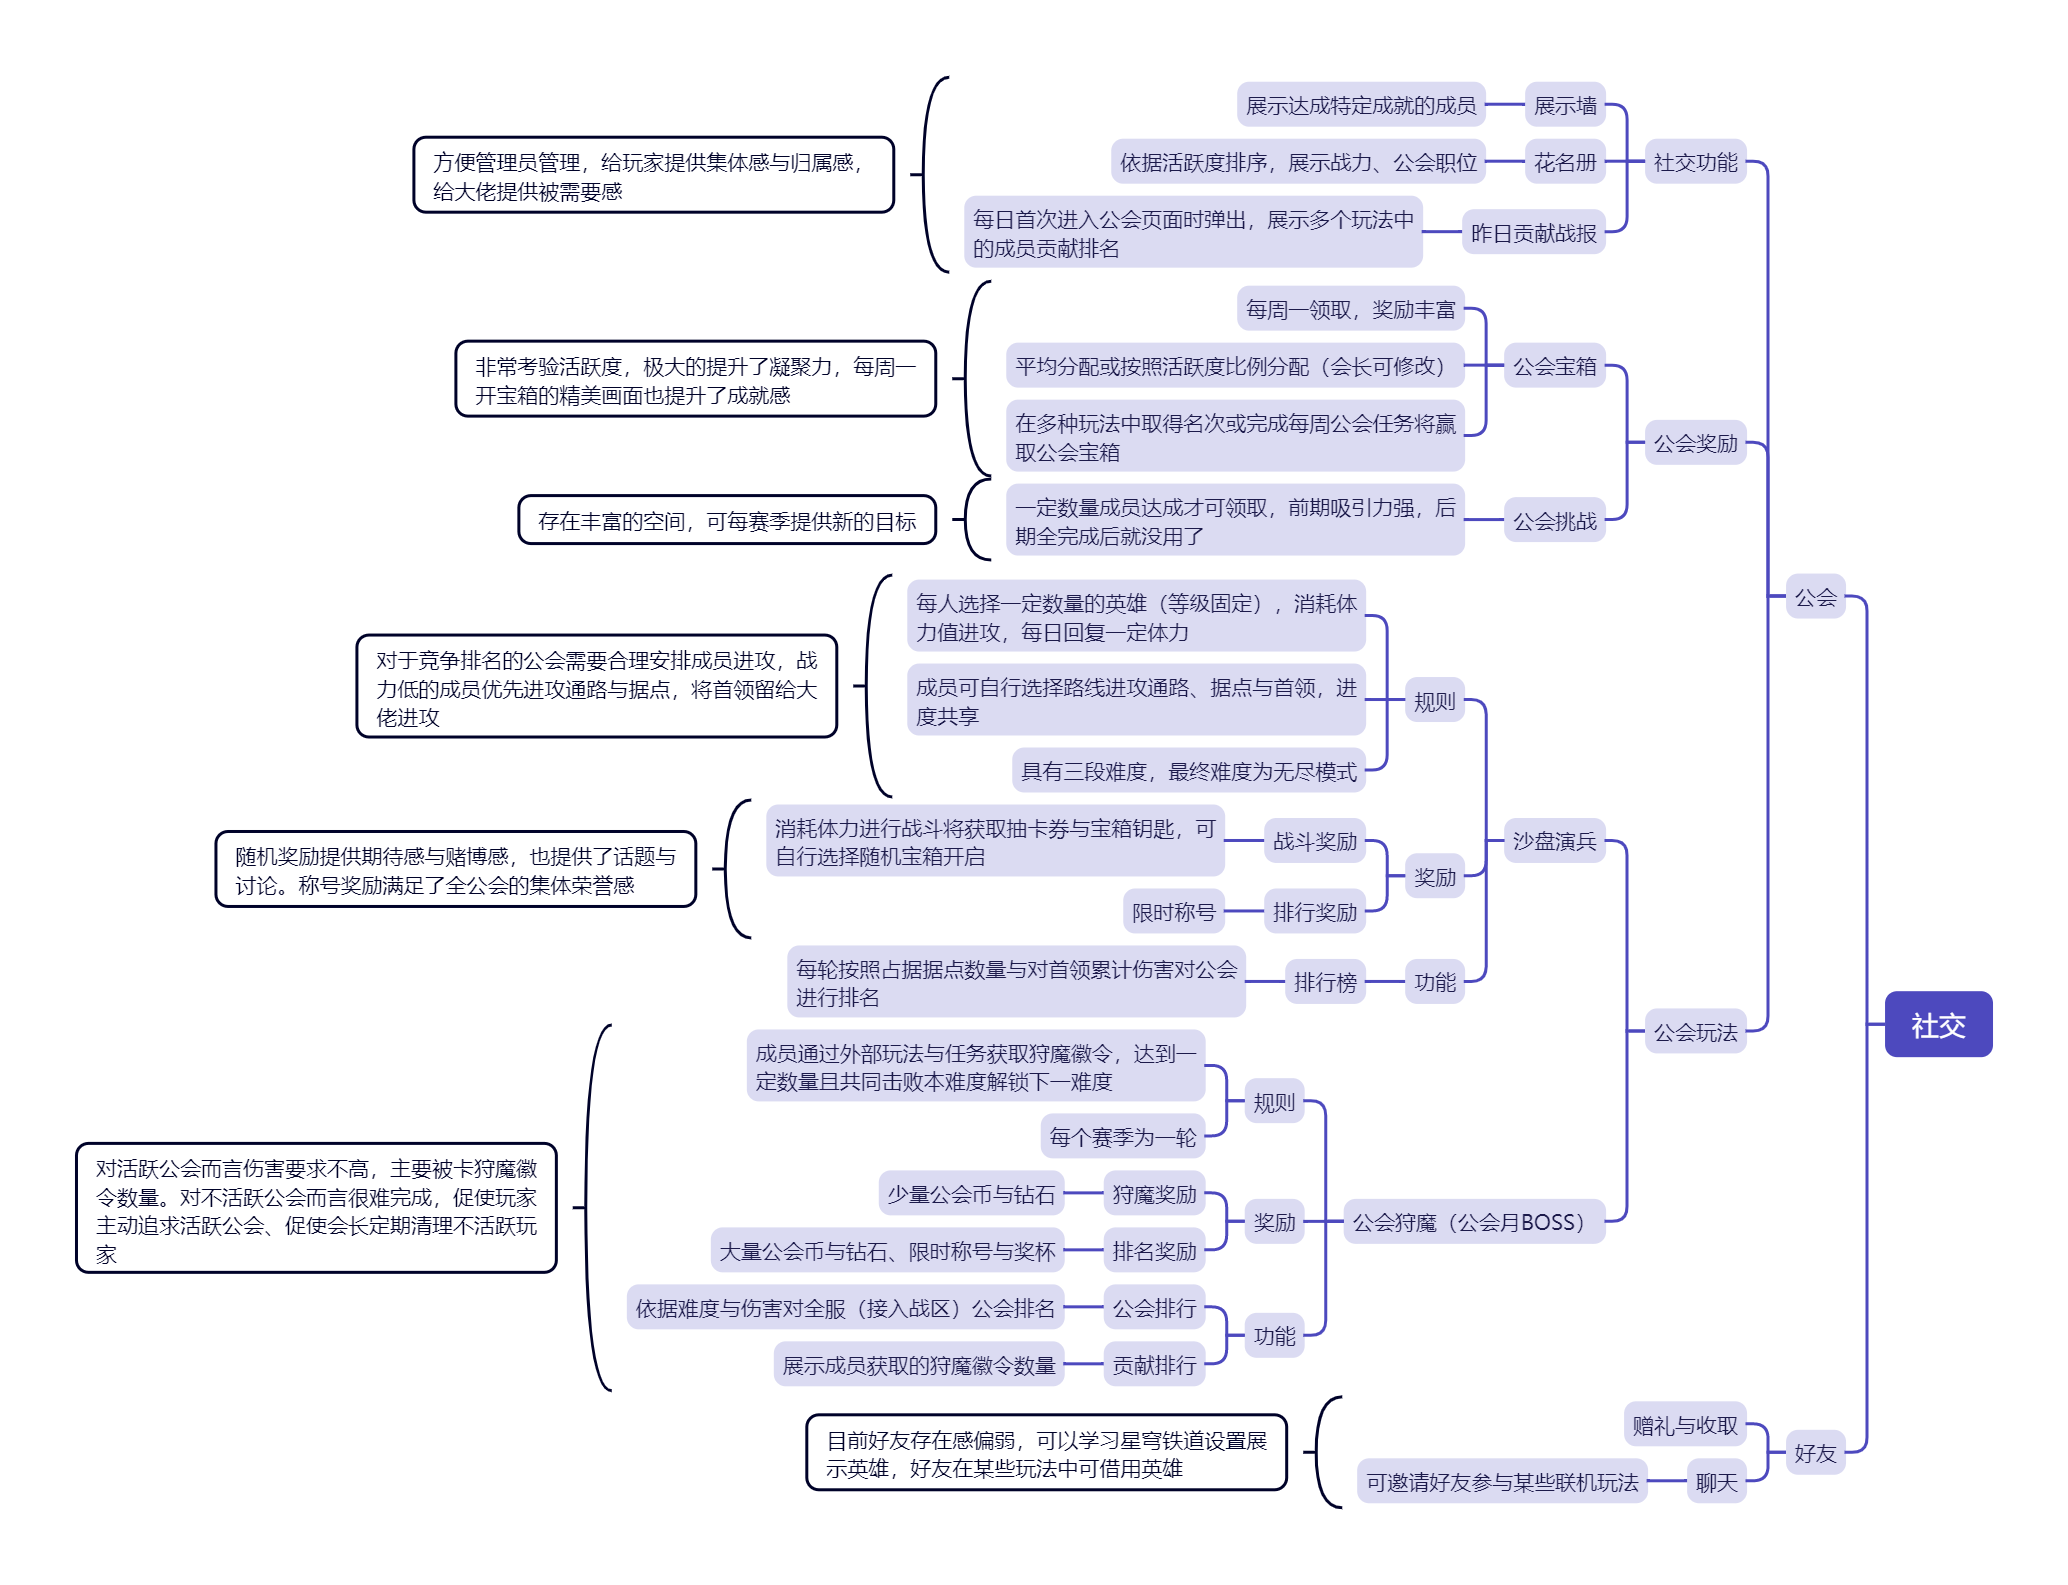 社交
公会
社交功能
展示墙
展示达成特定成就的成员
花名册
依据活跃度排序，展示战力、公会职位
昨日贡献战报
每日首次进入公会页面时弹出，展示多个玩法中
的成员贡献排名
方便管理员管理，给玩家提供集体感与归属感，
给大佬提供被需要感
公会奖励
公会宝箱
每周一领取，奖励丰富
平均分配或按照活跃度比例分配（会长可修改）
在多种玩法中取得名次或完成每周公会任务将赢
取公会宝箱
非常考验活跃度，极大的提升了凝聚力，每周一
开宝箱的精美画面也提升了成就感
公会挑战
一定数量成员达成才可领取，前期吸引力强，后
期全完成后就没用了
存在丰富的空间，可每赛季提供新的目标
公会玩法
沙盘演兵
规则
每人选择一定数量的英雄（等级固定），消耗体
力值进攻，每日回复一定体力
成员可自行选择路线进攻通路、据点与首领，进
度共享
具有三段难度，最终难度为无尽模式
对于竞争排名的公会需要合理安排成员进攻，战
力低的成员优先进攻通路与据点，将首领留给大
佬进攻
奖励
战斗奖励
消耗体力进行战斗将获取抽卡券与宝箱钥匙，可
自行选择随机宝箱开启
排行奖励
限时称号
随机奖励提供期待感与赌博感，也提供了话题与
讨论。称号奖励满足了全公会的集体荣誉感
功能
排行榜
每轮按照占据据点数量与对首领累计伤害对公会
进行排名
公会狩魔（公会月BOSS）
规则
成员通过外部玩法与任务获取狩魔徽令，达到一
定数量且共同击败本难度解锁下一难度
每个赛季为一轮
奖励
狩魔奖励
少量公会币与钻石
排名奖励
大量公会币与钻石、限时称号与奖杯
功能
公会排行
依据难度与伤害对全服（接入战区）公会排名
贡献排行
展示成员获取的狩魔徽令数量
对活跃公会而言伤害要求不高，主要被卡狩魔徽
令数量。对不活跃公会而言很难完成，促使玩家
主动追求活跃公会、促使会长定期清理不活跃玩
家
好友
赠礼与收取
聊天
可邀请好友参与某些联机玩法
目前好友存在感偏弱，可以学习星穹铁道设置展
示英雄，好友在某些玩法中可借用英雄